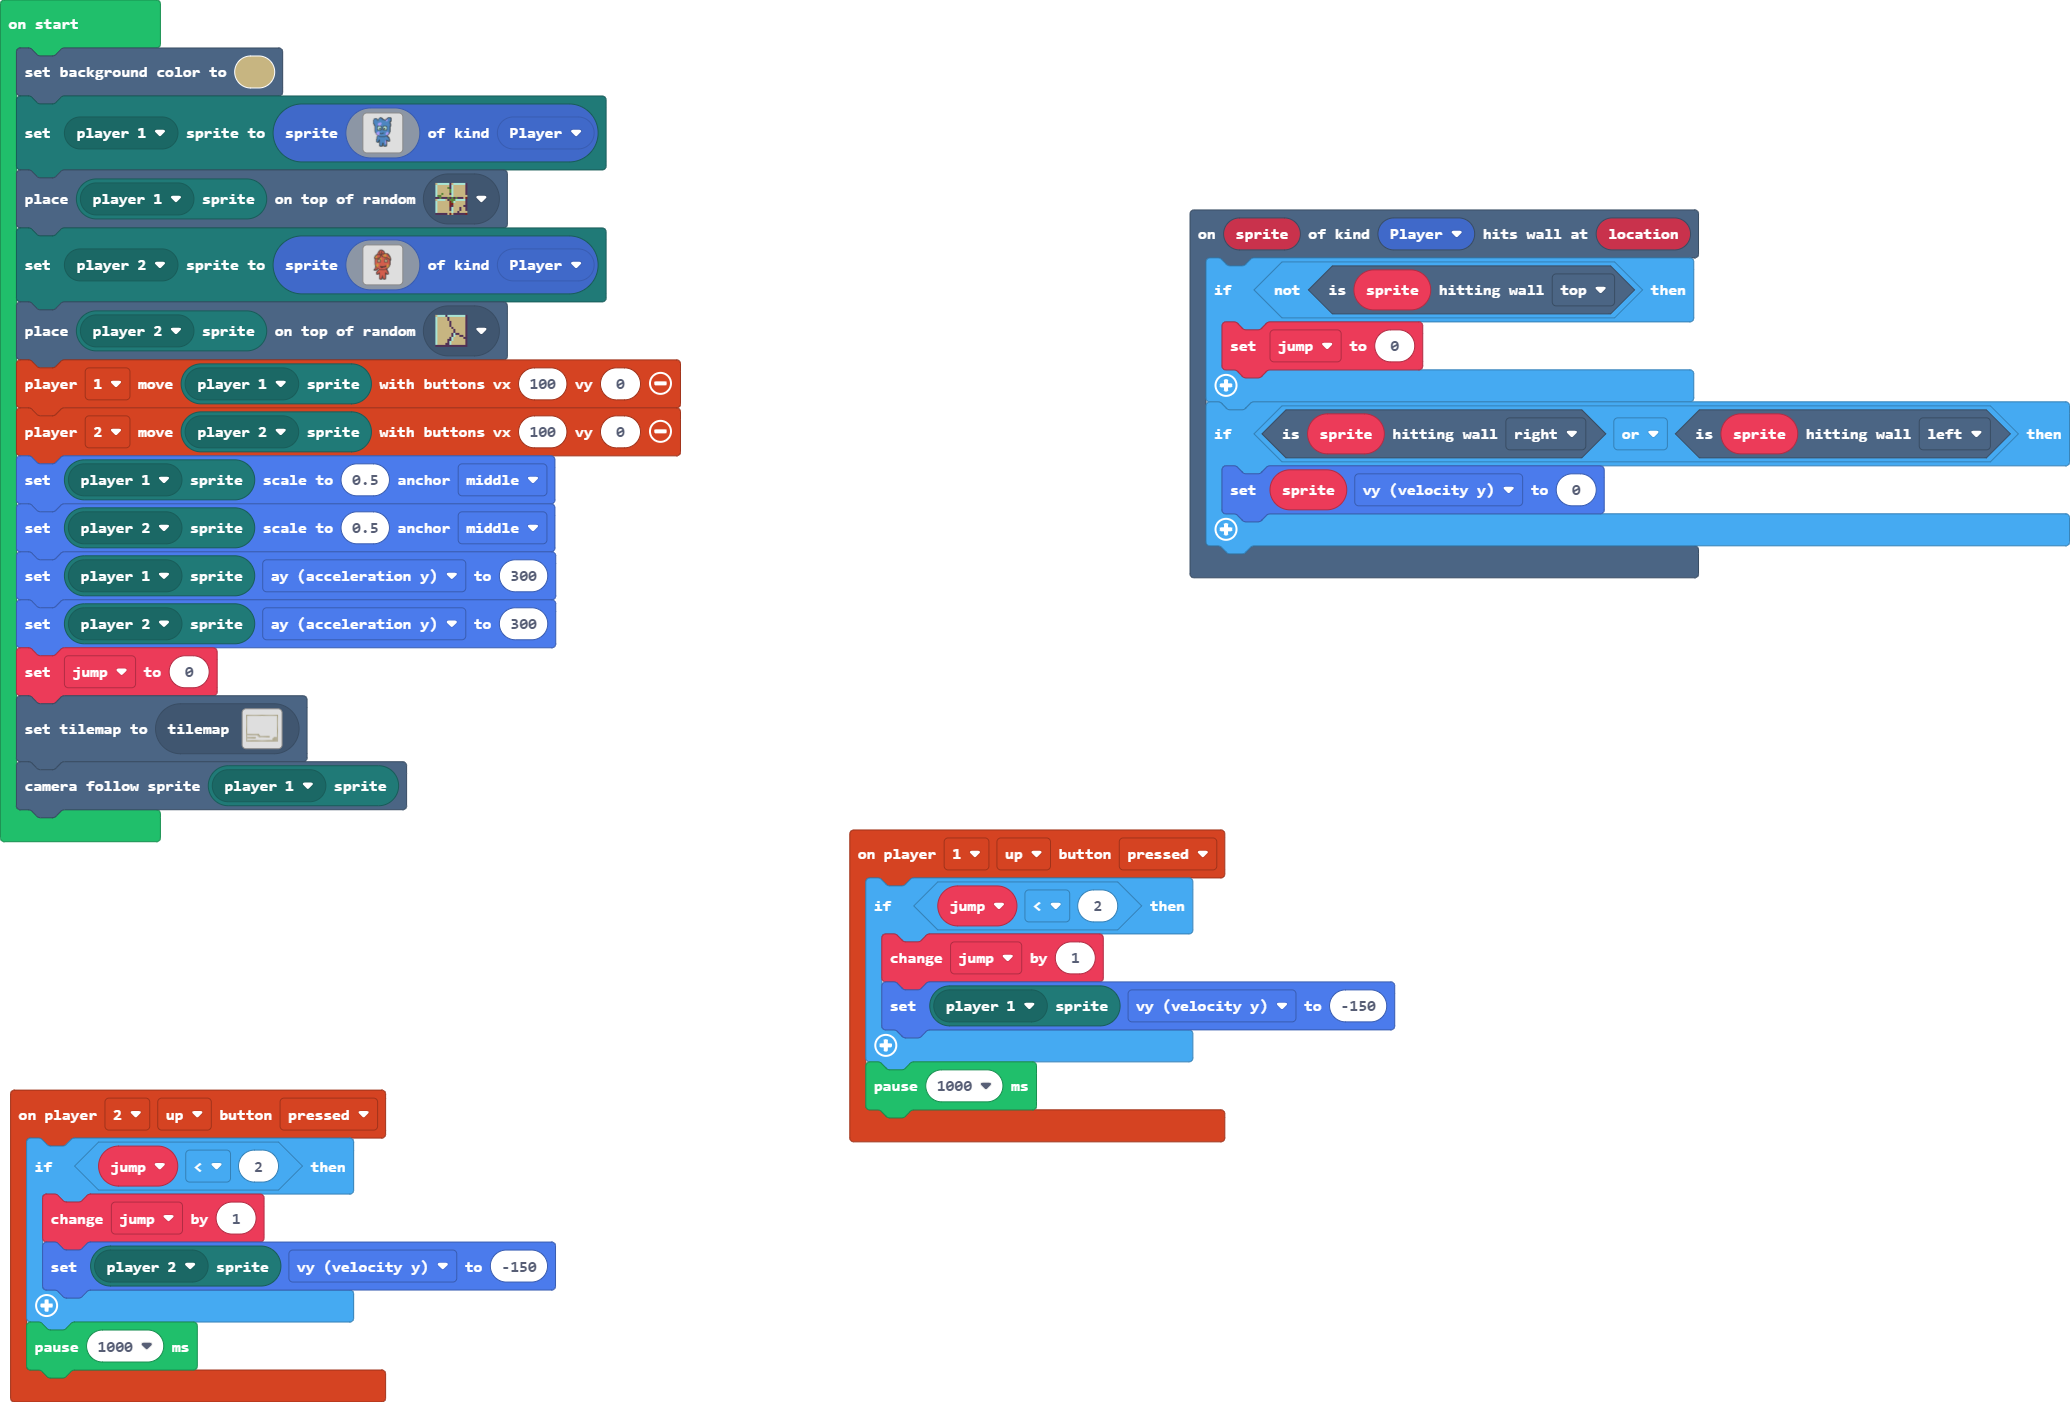 on start
set background color to
set player 1 sprite to sprite of kind Player
place player 1 sprite on top of random
set player 2 sprite to sprite of kind Player
place player 2 sprite on top of random
player 1 move player 1 sprite with buttons vx 100 vy 0
player 2 move player 2 sprite with buttons vx 100 vy 0
set player 1 sprite scale to 0.5 anchor middle
set player 2 sprite scale to 0.5 anchor middle
set player 1 sprite ay (acceleration y) to 300
set player 2 sprite ay (acceleration y) to 300
set jump to 0
set tilemap to tilemap
camera follow sprite player 1 sprite
on sprite of kind Player hits wall at location
if not is sprite hitting wall top then
set jump to 0
if is sprite hitting wall right or is sprite hitting wall left then
set sprite vy (velocity y) to 0
on player 1 up button pressed
if jump < 2 then
change jump by 1
set player 1 sprite vy (velocity y) to -150
pause 1000 ms
on player 2 up button pressed
if jump < 2 then
change jump by 1
set player 2 sprite vy (velocity y) to -150
pause 1000 ms